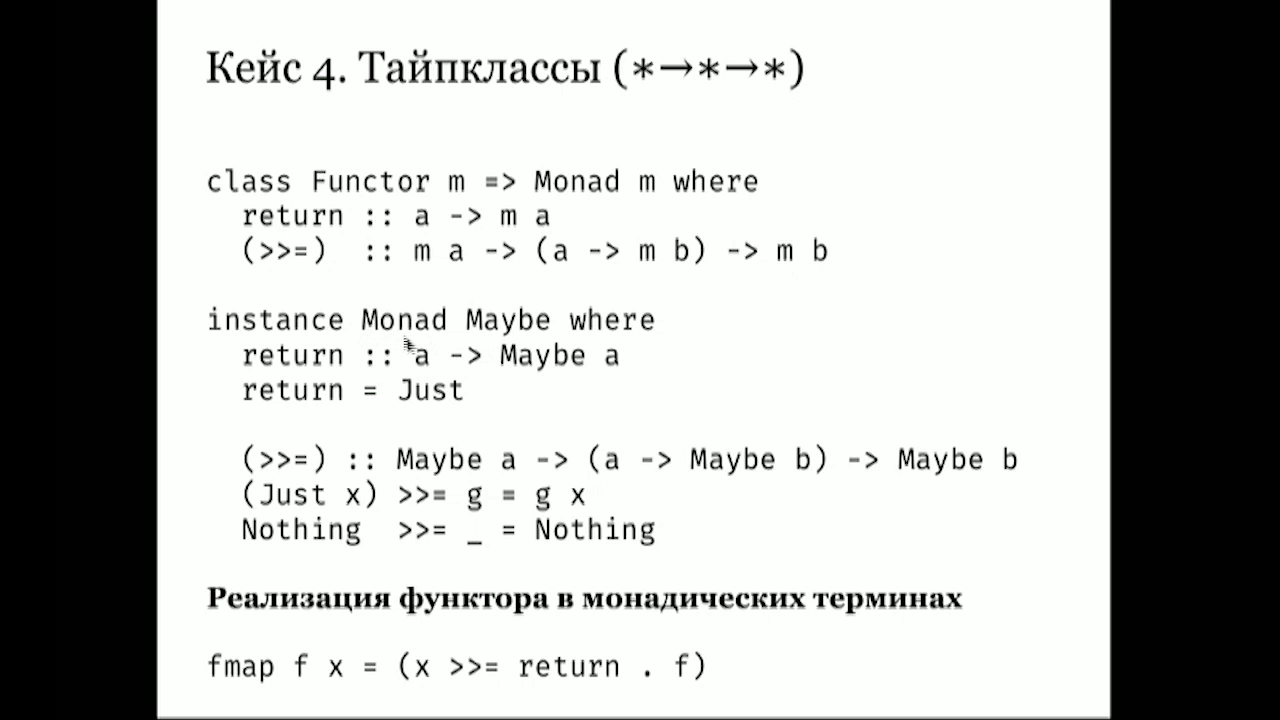 Кейс 4. Тайпклассы (∗→∗→∗)
class Functor m => Monad m where
return :: a -> m a
(>>=) :: m a -> (a -> m b) -> m b
instance Monad Maybe where
return :: a -> Maybe a
return = Just
(>>=) :: Maybe a -> (a -> Maybe b) -> Maybe b
(Just x) >>= g = g x
Nothing >>= _ = Nothing
Реализация функтора в монадических терминах
fmap f x = (x >>= return . f)